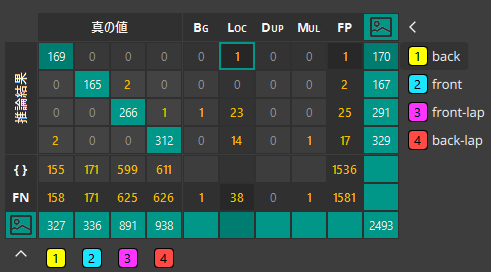 真の値 BG LOC DUP MUL FP
推論結果
169 0 0 0 0 1 0 0 1 170
0 165 2 0 0 0 0 0 2 167
0 0 266 1 1 23 0 0 25 291
2 0 0 312 0 14 0 1 17 329
{ } 155 171 599 611 1536
FN 158 171 625 626 1 38 0 1 1581
327 336 891 938 2493
1 2 3 4
1 back
2 front
3 front-lap
4 back-lap